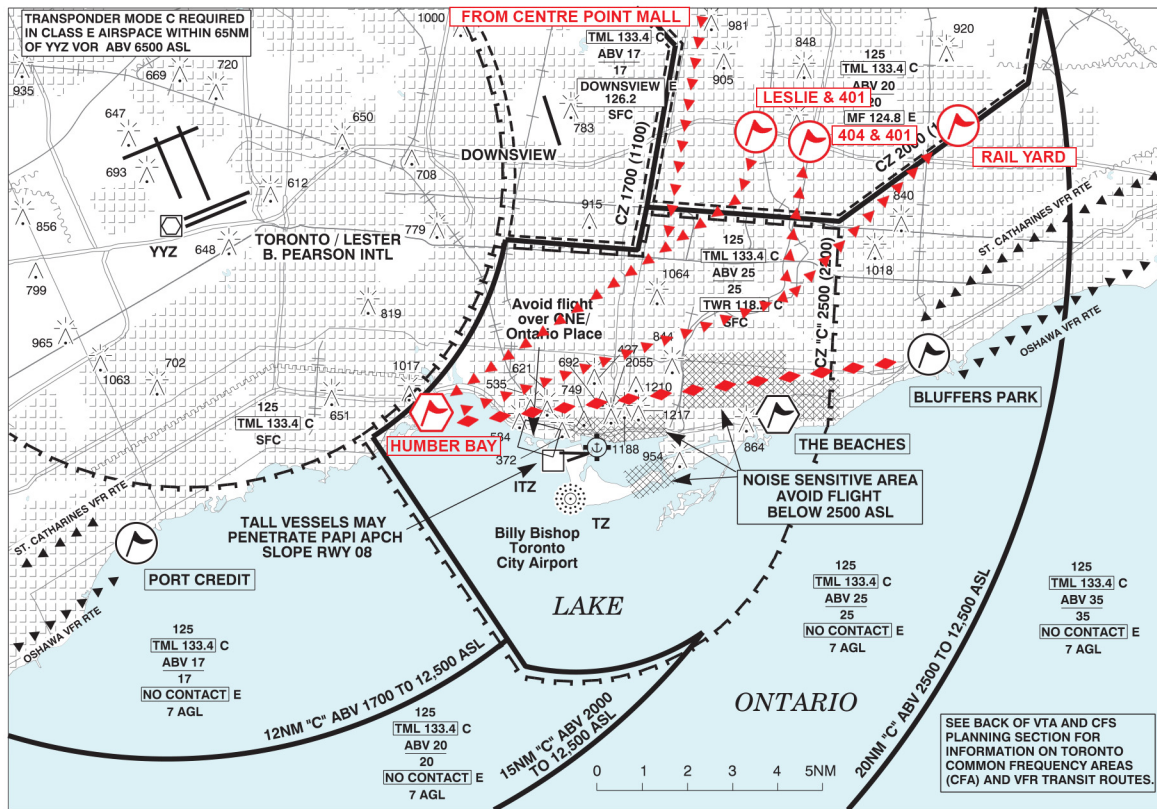 TRANSPONDER MODE C REQUIRED
IN CLASS E AIRSPACE WITHIN 65NM
OF YYZ VOR ABV 6500 ASL
FROM CENTRE POINT MALL
1000
TML 133.4 C
ABV 17
17
DOWNSVIEW E
126.2
SFC
981
905
848
920
125
TML 133.4 C
ABV 20
20
MF 124.8 E
LESLIE & 401
404 & 401
RAIL YARD
935
669
720
647
693
650
612
708
783
DOWNSVIEW
CZ 1700 (1100)
915
779
856
799
648
YYZ
TORONTO / LESTER
B. PEARSON INTL
840
1018
1064
125
TML 133.4 C
ABV 25
25
C
SFC
CZ "C" 2500 (2200)
ST. CATHARINES VFR RTE
OSHAWA VFR RTE
Avoid flight
over CNE/
Ontario Place
819
965
1063
702
1017
651
125
TML 133.4 C
SFC
535
621
692
427
2055
844
749
1210
1217
584
372
1188
954
864
HUMBER BAY
BLUFFERS PARK
THE BEACHES
ITZ
TZ
NOISE SENSITIVE AREA
AVOID FLIGHT
BELOW 2500 ASL
TALL VESSELS MAY
PENETRATE PAPI APCH
SLOPE RWY 08
Billy Bishop
Toronto
City Airport
ST. CATHARINES VFR RTE
OSHAWA VFR RTE
PORT CREDIT
LAKE
ONTARIO
125
TML 133.4 C
ABV 17
17
NO CONTACT E
7 AGL
125
TML 133.4 C
ABV 20
20
NO CONTACT E
7 AGL
125
TML 133.4 C
ABV 25
25
NO CONTACT E
7 AGL
125
TML 133.4 C
ABV 35
35
NO CONTACT E
7 AGL
12NM "C" ABV 1700 T0 12,500 ASL
15NM "C" ABV 2000
TO 12,500 ASL
20NM "C" ABV 2500 TO 12,500 ASL
0 1 2 3 4 5NM
SEE BACK OF VTA AND CFS
PLANNING SECTION FOR
INFORMATION ON TORONTO
COMMON FREQUENCY AREAS
(CFA) AND VFR TRANSIT ROUTES.